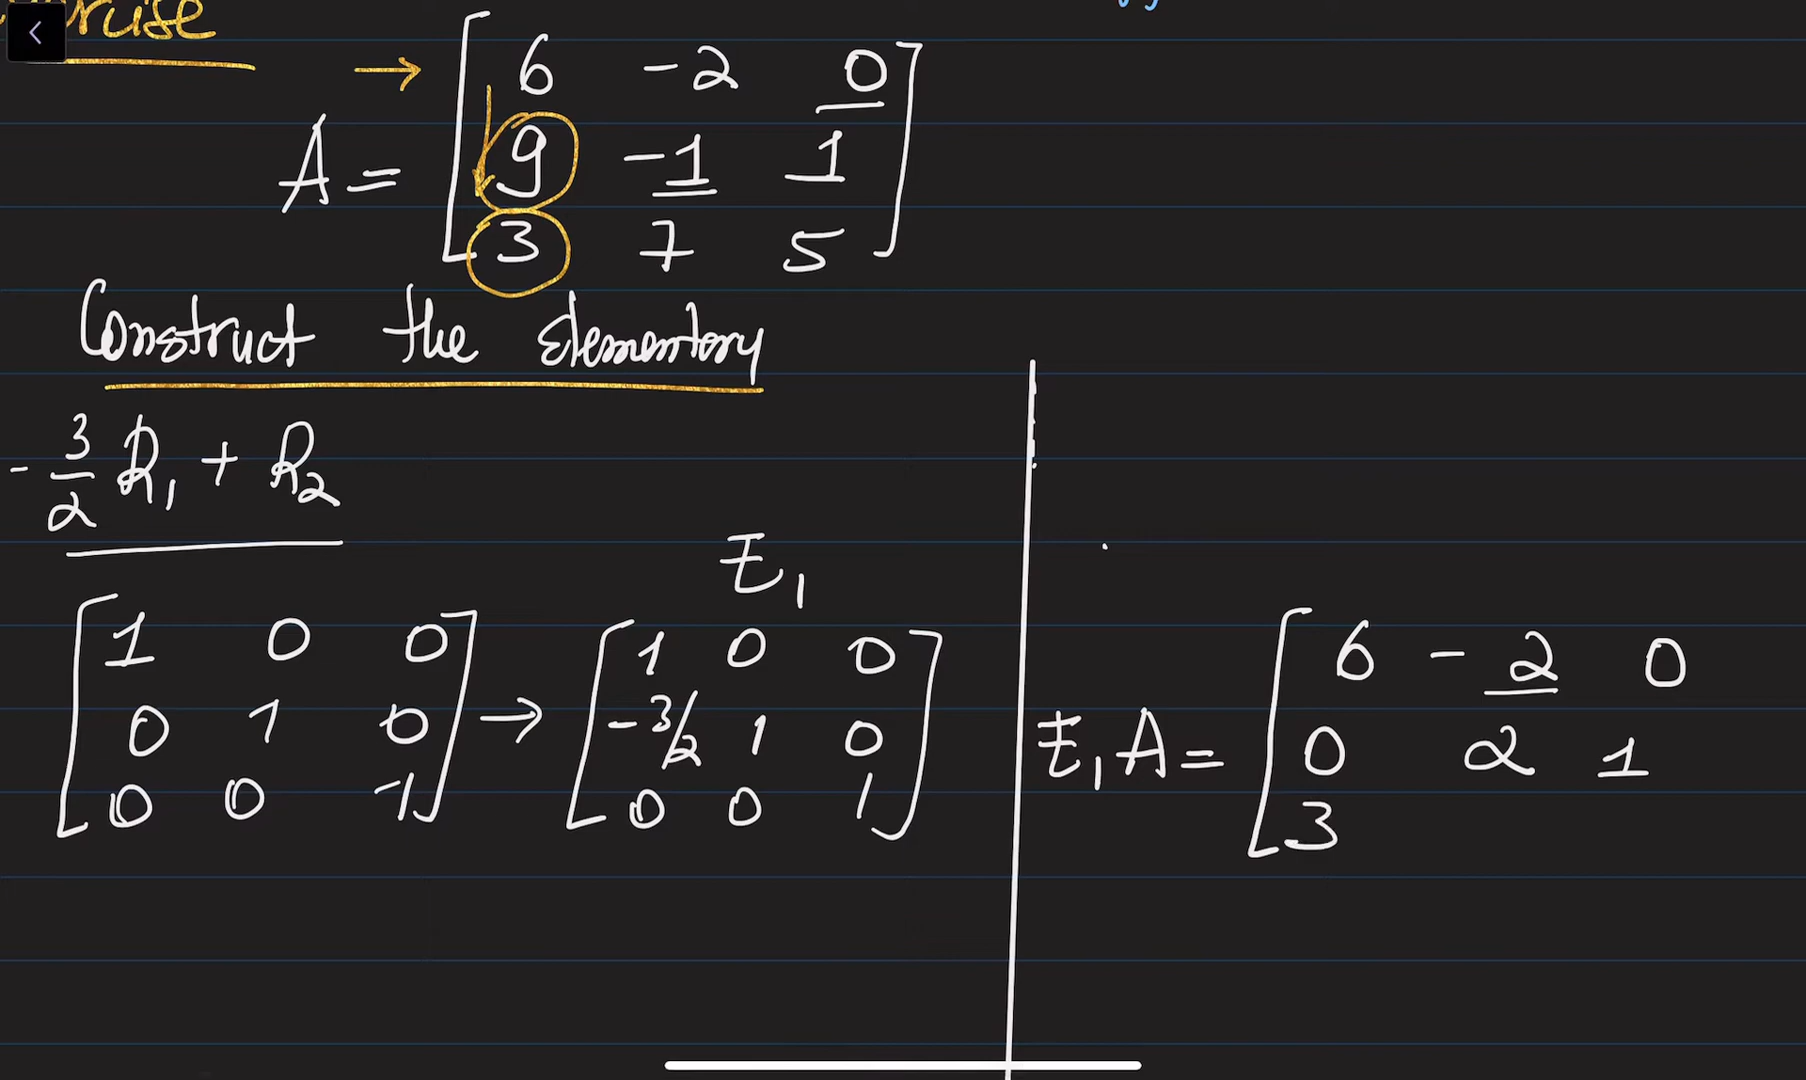 → [6 -2 0]
A = [9 -1 1]
[3 7 5]
Construct the Elementary
-3/2 R₁ + R₂
E₁
[1 0 0] → [1 0 0]
[0 1 0] [-3/2 1 0]
[0 0 1] [0 0 1]
E₁A = [6 -2 0
0 2 1
3